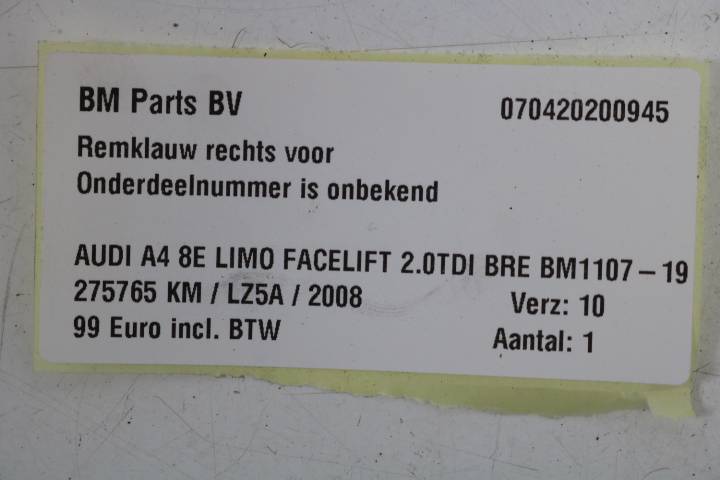 BM Parts BV 070420200945
Remklauw rechts voor
Onderdeelnummer is onbekend
AUDI A4 8E LIMO FACELIFT 2.0TDI BRE BM1107-19
275765 KM / LZ5A / 2008 Verz: 10
99 Euro incl. BTW Aantal: 1